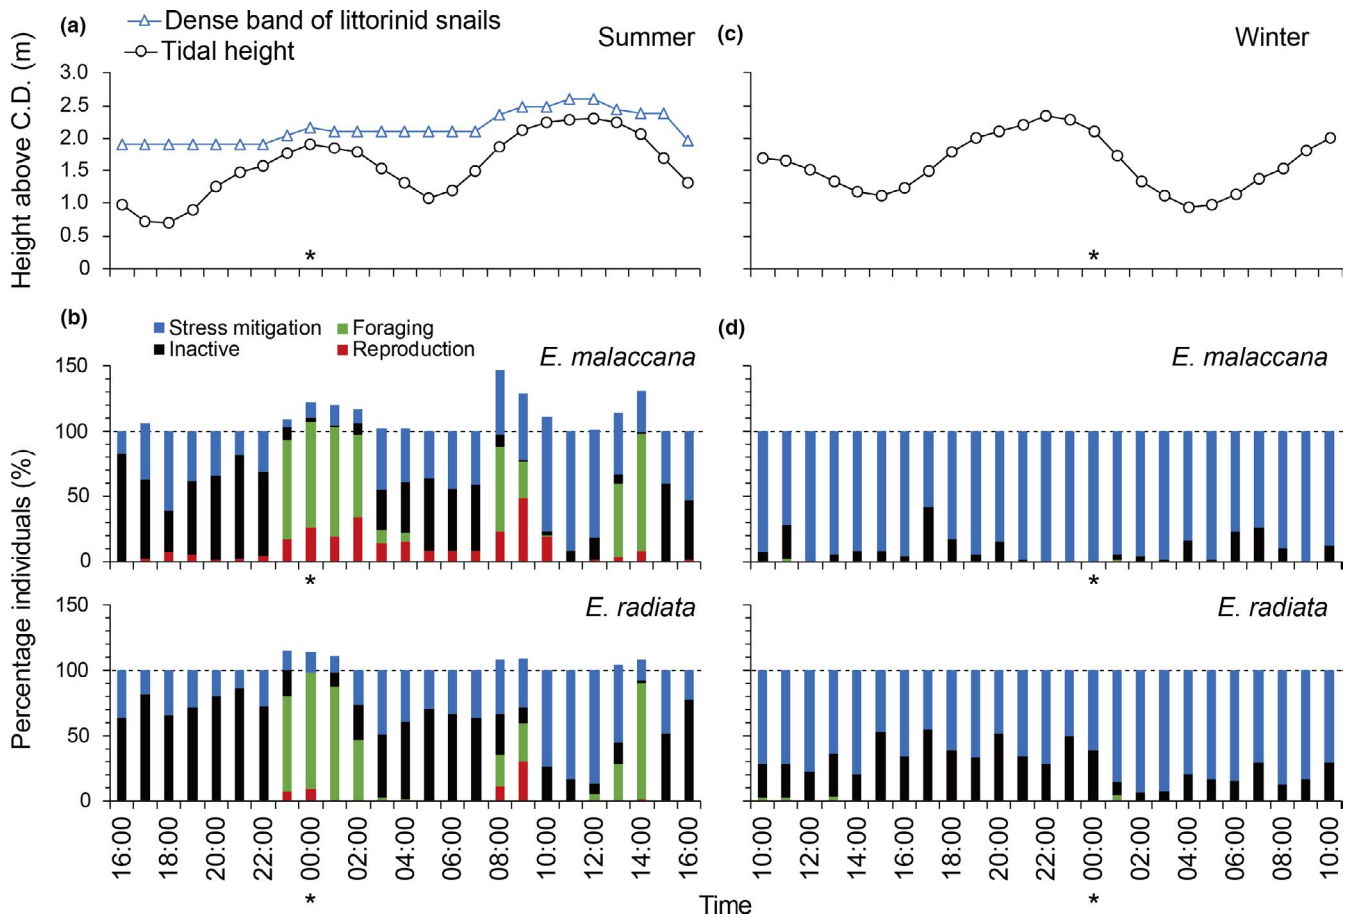 (a)
Dense band of littorinid snails
Tidal height
Summer
(c)
Winter
Height above C.D. (m)
3.0
2.5
2.0
1.5
1.0
0.5
0
*
*
(b)
Stress mitigation
Foraging
Inactive
Reproduction
E. malaccana
(d)
E. malaccana
Percentage individuals (%)
150
100
50
0
*
*
E. radiata
E. radiata
150
100
50
0
16:00
18:00
20:00
22:00
00:00
02:00
04:00
06:00
08:00
10:00
12:00
14:00
16:00
10:00
12:00
14:00
16:00
18:00
20:00
22:00
00:00
02:00
04:00
06:00
08:00
10:00
*
Time
*